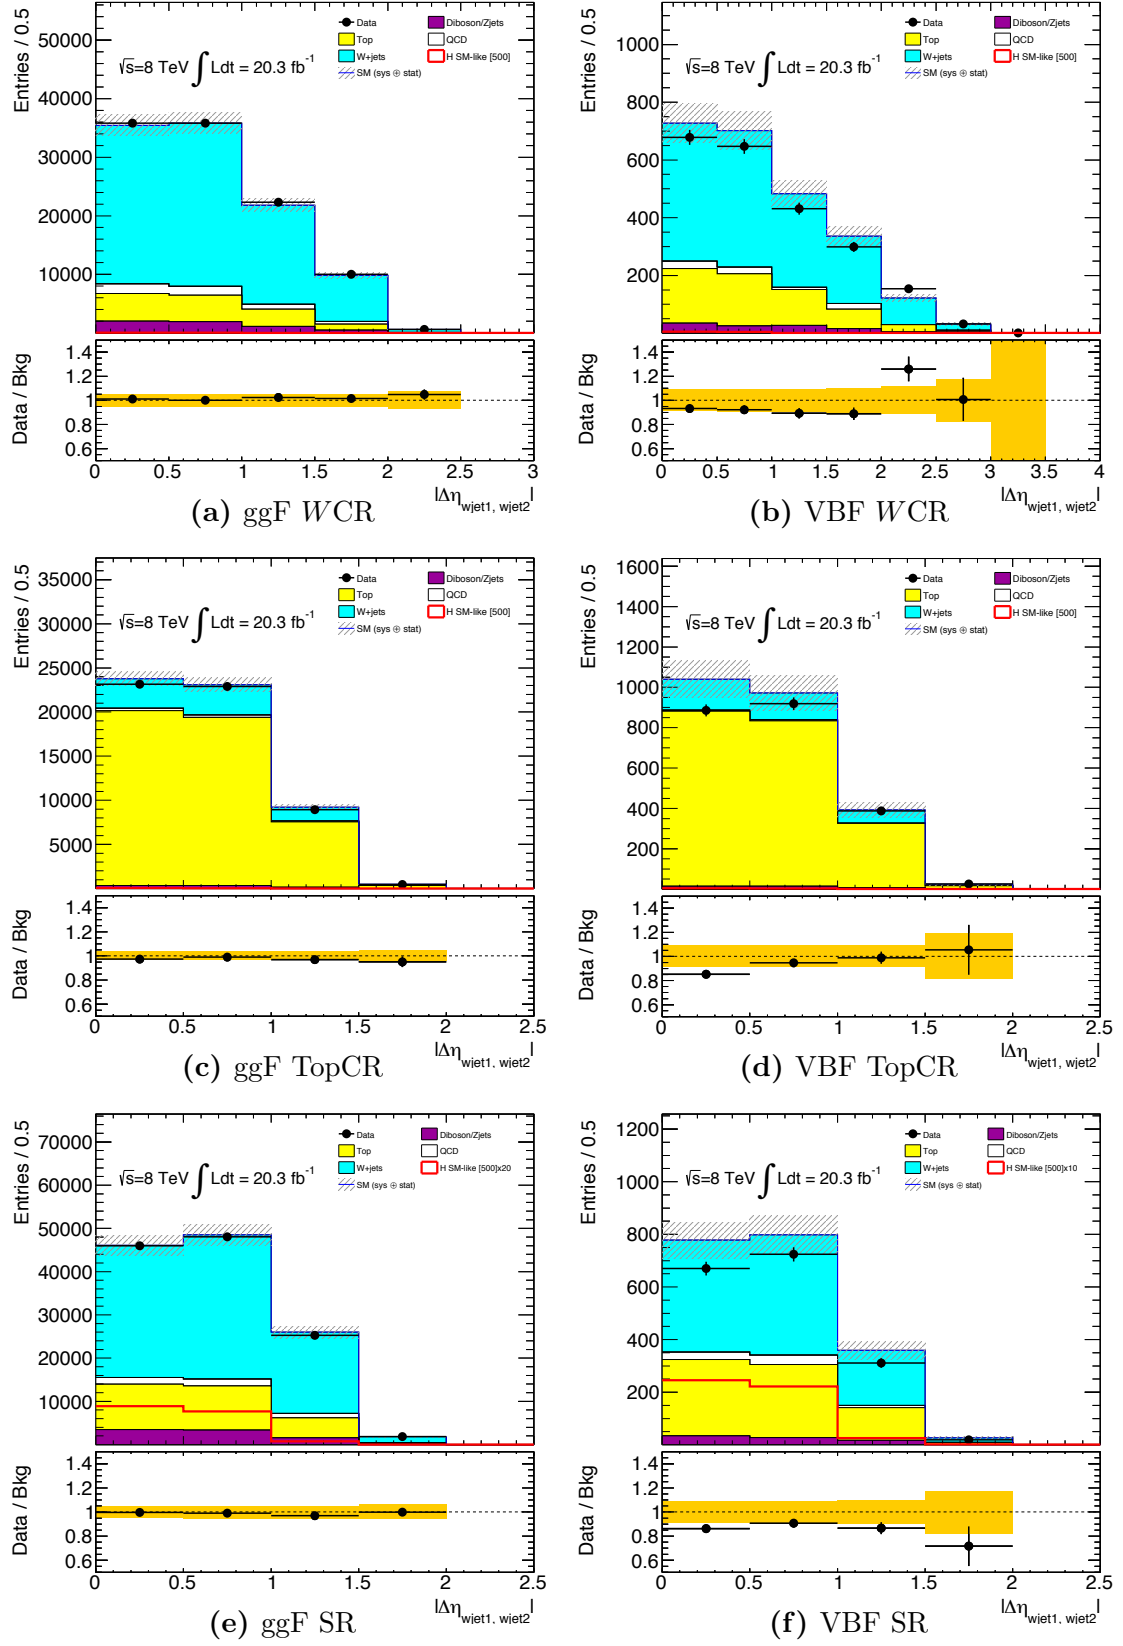 Entries / 0.5
50000
40000
30000
20000
10000
√s=8 TeV ∫ Ldt = 20.3 fb⁻¹
Data
Top
W+jets
SM (sys ⊕ stat)
Diboson/Zjets
QCD
H SM-like [500]
Data / Bkg
1.4
1.2
1
0.8
0.6
0 0.5 1 1.5 2 2.5 3
|Δη wjet1, wjet2|
(a) ggF WCR
Entries / 0.5
1000
800
600
400
200
√s=8 TeV ∫ Ldt = 20.3 fb⁻¹
Data
Top
W+jets
SM (sys ⊕ stat)
Diboson/Zjets
QCD
H SM-like [500]
Data / Bkg
1.4
1.2
1
0.8
0.6
0 0.5 1 1.5 2 2.5 3 3.5 4
|Δη wjet1, wjet2|
(b) VBF WCR
Entries / 0.5
35000
30000
25000
20000
15000
10000
5000
√s=8 TeV ∫ Ldt = 20.3 fb⁻¹
Data
Top
W+jets
SM (sys ⊕ stat)
Diboson/Zjets
QCD
H SM-like [500]
Data / Bkg
1.4
1.2
1
0.8
0.6
0 0.5 1 1.5 2 2.5
|Δη wjet1, wjet2|
(c) ggF TopCR
Entries / 0.5
1600
1400
1200
1000
800
600
400
200
√s=8 TeV ∫ Ldt = 20.3 fb⁻¹
Data
Top
W+jets
SM (sys ⊕ stat)
Diboson/Zjets
QCD
H SM-like [500]
Data / Bkg
1.4
1.2
1
0.8
0.6
0 0.5 1 1.5 2 2.5
|Δη wjet1, wjet2|
(d) VBF TopCR
Entries / 0.5
70000
60000
50000
40000
30000
20000
10000
√s=8 TeV ∫ Ldt = 20.3 fb⁻¹
Data
Top
W+jets
SM (sys ⊕ stat)
Diboson/Zjets
QCD
H SM-like [500]x20
Data / Bkg
1.4
1.2
1
0.8
0.6
0 0.5 1 1.5 2 2.5
|Δη wjet1, wjet2|
(e) ggF SR
Entries / 0.5
1200
1000
800
600
400
200
√s=8 TeV ∫ Ldt = 20.3 fb⁻¹
Data
Top
W+jets
SM (sys ⊕ stat)
Diboson/Zjets
QCD
H SM-like [500]x10
Data / Bkg
1.4
1.2
1
0.8
0.6
0 0.5 1 1.5 2 2.5
|Δη wjet1, wjet2|
(f) VBF SR